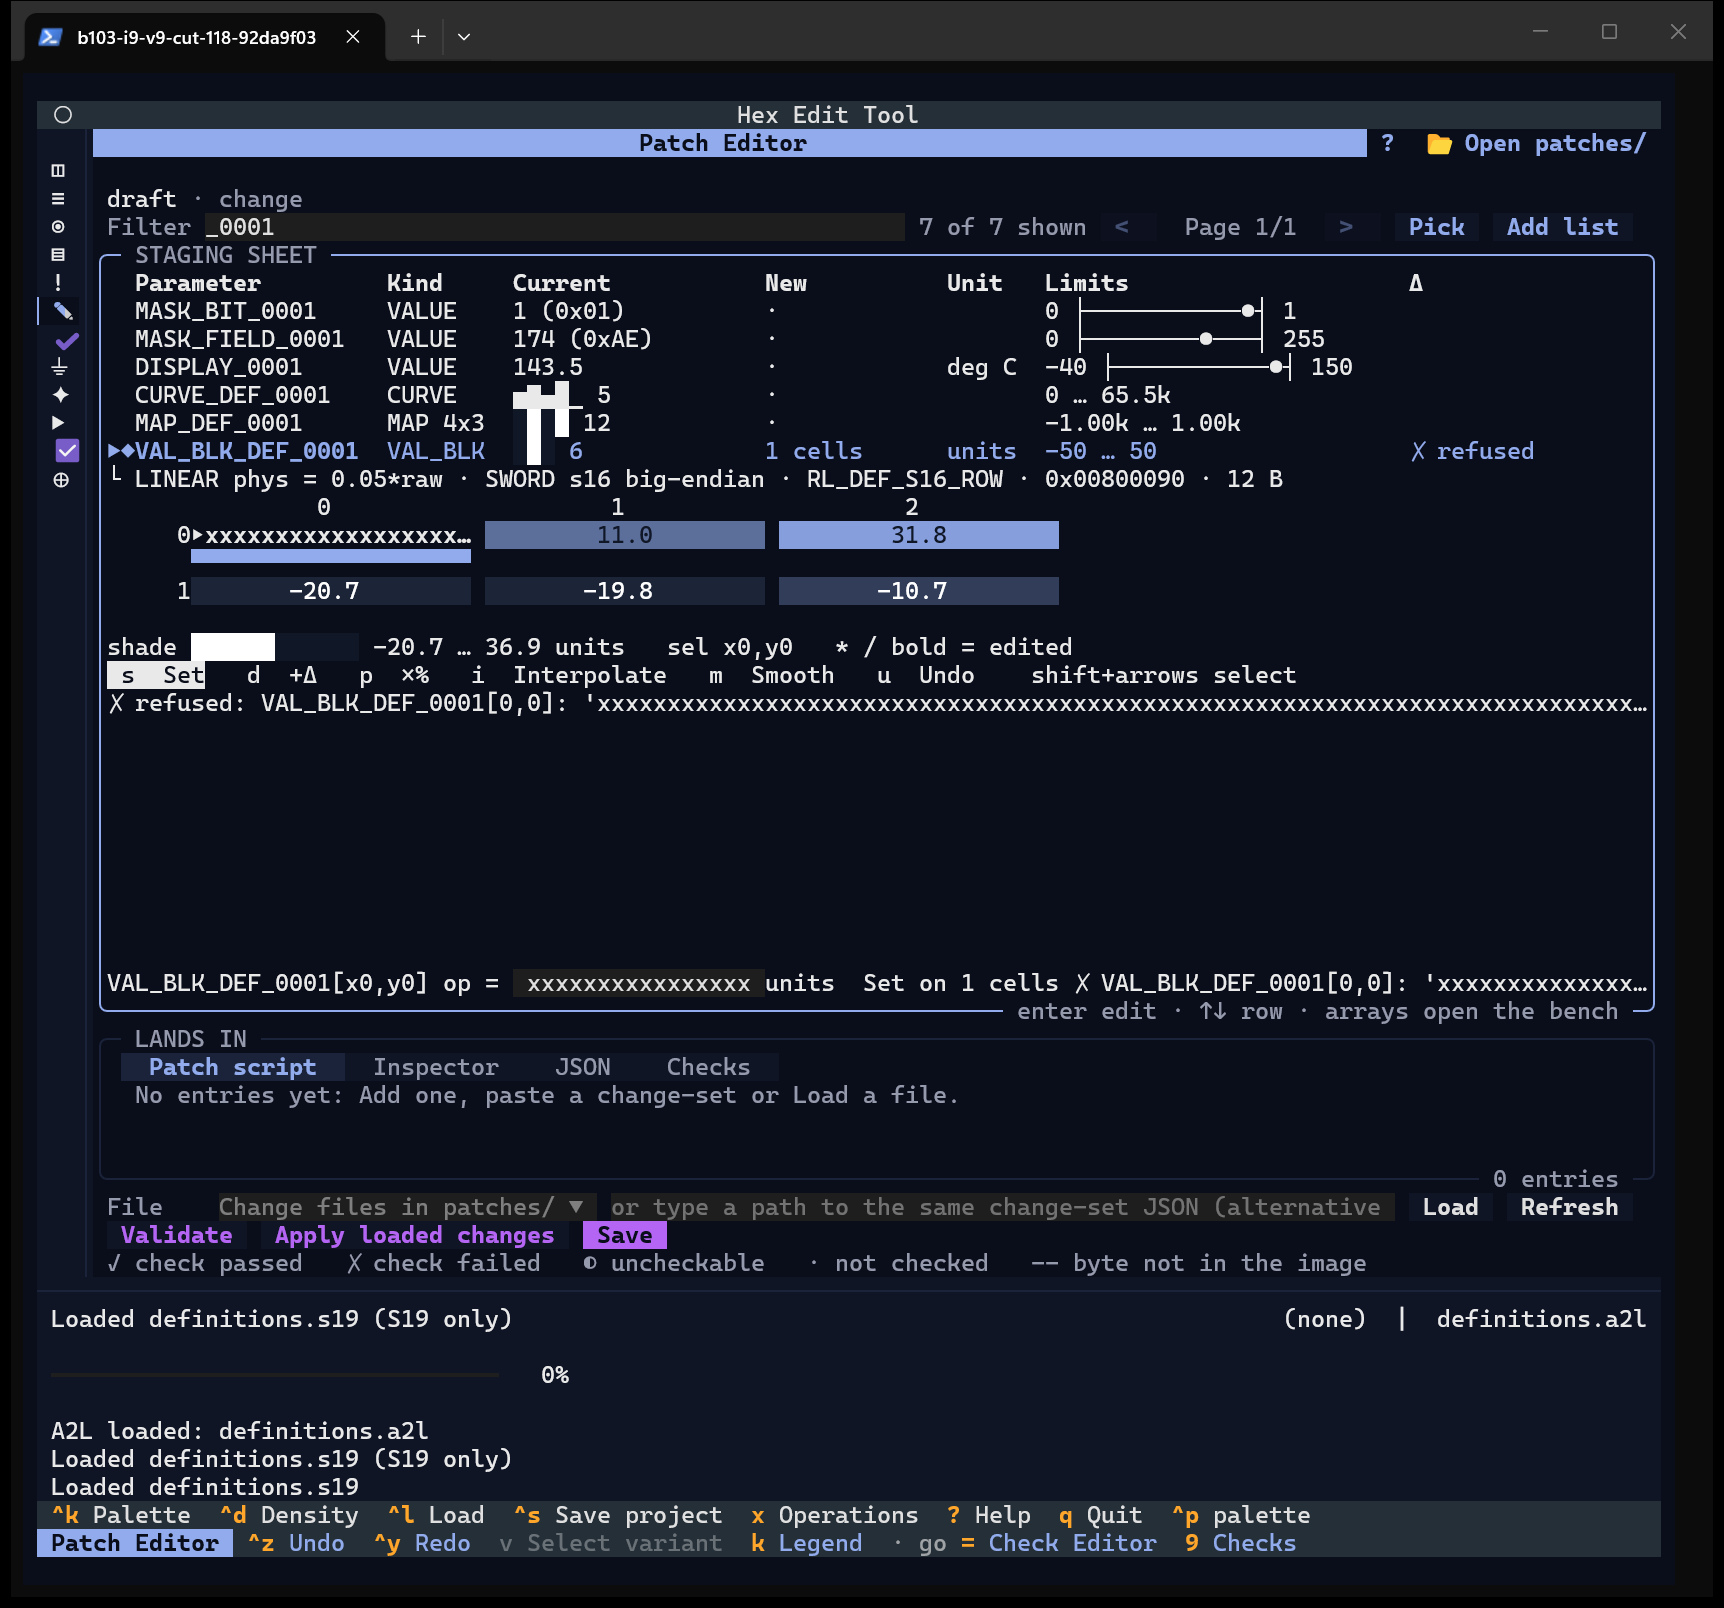 b103-i9-v9-cut-118-92da9f03
Hex Edit Tool
Patch Editor ? Open patches/
draft · change
Filter _0001 7 of 7 shown < Page 1/1 > Pick Add list
STAGING SHEET
Parameter Kind Current New Unit Limits Δ
MASK_BIT_0001 VALUE 1 (0x01) · 0 1
MASK_FIELD_0001 VALUE 174 (0xAE) · 0 255
DISPLAY_0001 VALUE 143.5 · deg C -40 150
CURVE_DEF_0001 CURVE 5 · 0 … 65.5k
MAP_DEF_0001 MAP 4x3 12 · -1.00k … 1.00k
▶◆VAL_BLK_DEF_0001 VAL_BLK 6 1 cells units -50 … 50 ✗ refused
└ LINEAR phys = 0.05*raw · SWORD s16 big-endian · RL_DEF_S16_ROW · 0x00800090 · 12 B
0 1 2
0▸xxxxxxxxxxxxxxxxxx… 11.0 31.8
1 -20.7 -19.8 -10.7
shade -20.7 … 36.9 units sel x0,y0 * / bold = edited
s Set d +Δ p ×% i Interpolate m Smooth u Undo shift+arrows select
✗ refused: VAL_BLK_DEF_0001[0,0]: 'xxxxxxxxxxxxxxxxxxxxxxxxxxxxxxxxxxxxxxxxxxxxxxxxxxxxxxxxxxxxxxxxxxxxxxxxxx…
VAL_BLK_DEF_0001[x0,y0] op = xxxxxxxxxxxxxxxx units Set on 1 cells ✗ VAL_BLK_DEF_0001[0,0]: 'xxxxxxxxxxxxxx…
enter edit · ↑↓ row · arrays open the bench
LANDS IN
Patch script Inspector JSON Checks
No entries yet: Add one, paste a change-set or Load a file.
0 entries
File Change files in patches/ ▼ or type a path to the same change-set JSON (alternative Load Refresh
Validate Apply loaded changes Save
√ check passed ✗ check failed ◐ uncheckable · not checked -- byte not in the image
Loaded definitions.s19 (S19 only) (none) | definitions.a2l
0%
A2L loaded: definitions.a2l
Loaded definitions.s19 (S19 only)
Loaded definitions.s19
^k Palette ^d Density ^l Load ^s Save project x Operations ? Help q Quit ^p palette
Patch Editor ^z Undo ^y Redo v Select variant k Legend · go = Check Editor 9 Checks